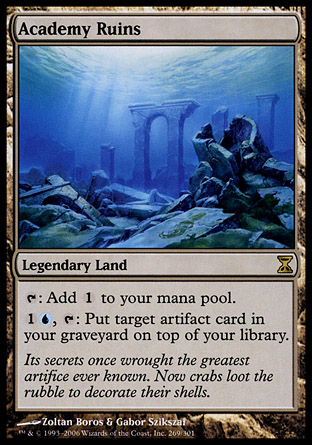 Academy Ruins
Legendary Land
: Add 1 to your mana pool.
1, : Put target artifact card in
your graveyard on top of your library.
Its secrets once wrought the greatest
artifice ever known. Now crabs loot the
rubble to decorate their shells.
Zoltan Boros & Gabor Szikszai
™ & © 1993–2006 Wizards of the Coast, Inc. 269/301